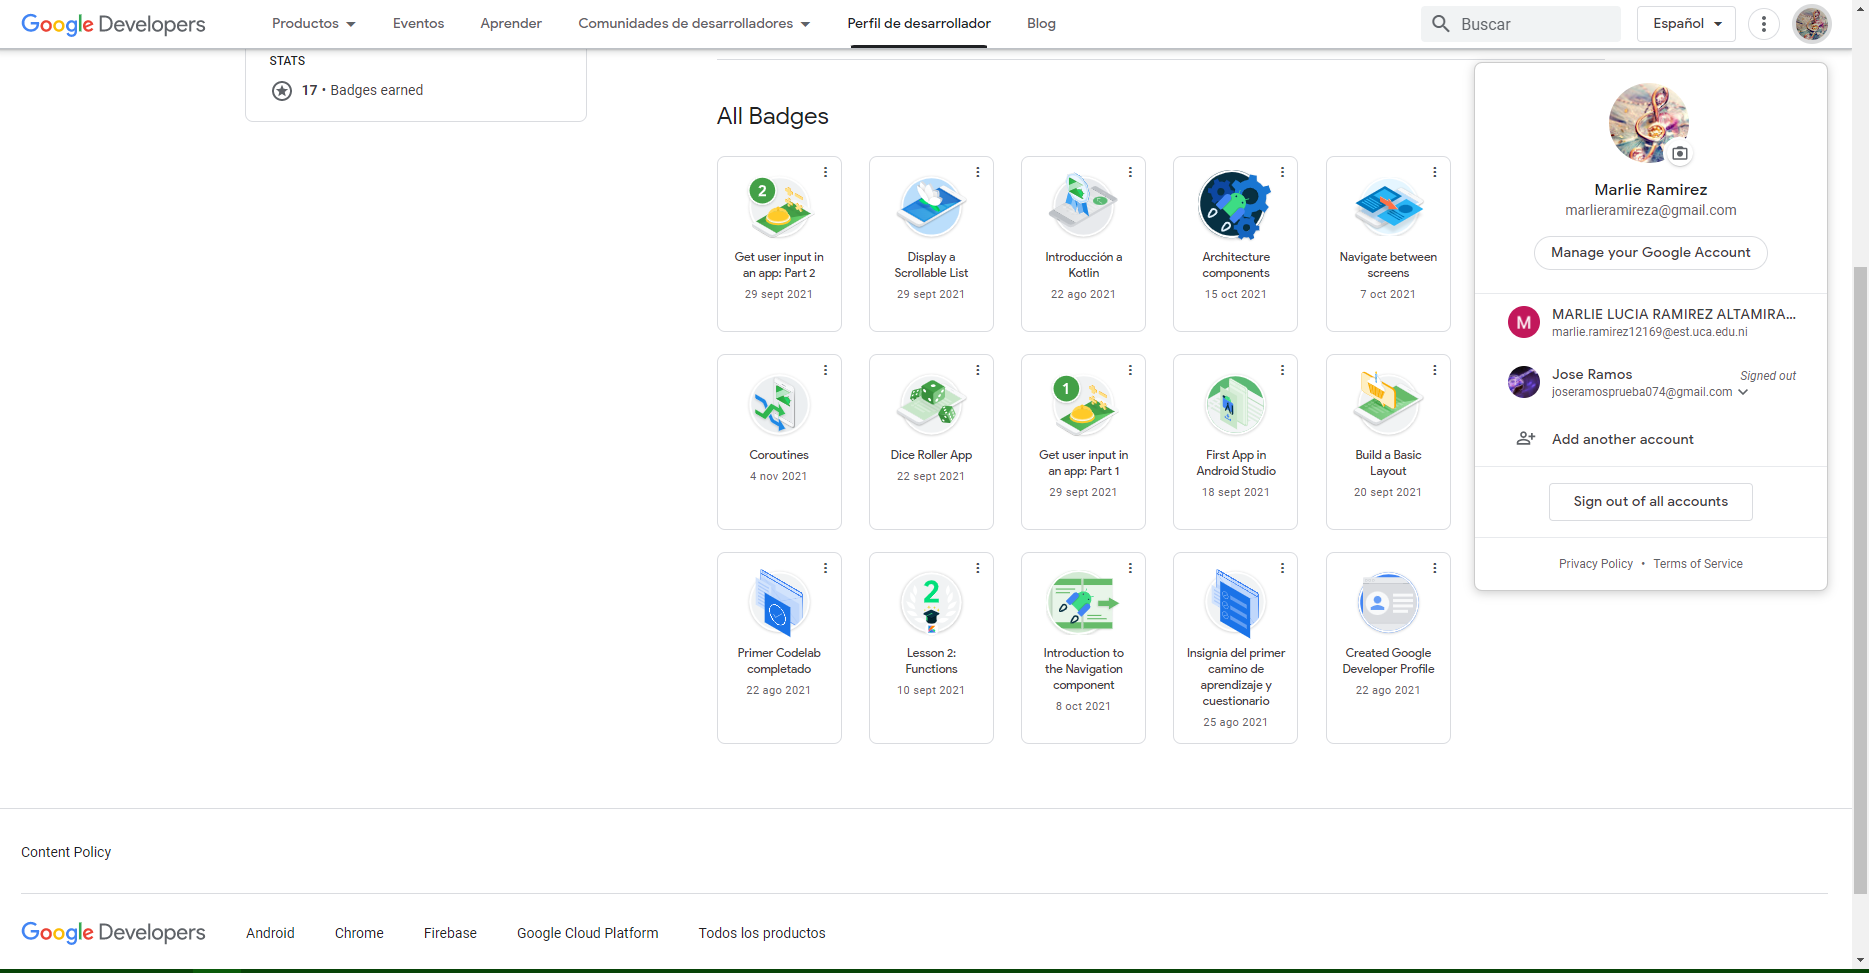 Google Developers
Productos
Eventos
Aprender
Comunidades de desarrolladores
Perfil de desarrollador
Blog
Buscar
Español
STATS
17 • Badges earned
All Badges
2
Get user input in
an app: Part 2
29 sept 2021
Display a
Scrollable List
29 sept 2021
Introducción a
Kotlin
22 ago 2021
Architecture
components
15 oct 2021
Navigate between
screens
7 oct 2021
Coroutines
4 nov 2021
Dice Roller App
22 sept 2021
1
Get user input in
an app: Part 1
29 sept 2021
First App in
Android Studio
18 sept 2021
Build a Basic
Layout
20 sept 2021
Primer Codelab
completado
22 ago 2021
2
Lesson 2:
Functions
10 sept 2021
Introduction to
the Navigation
component
8 oct 2021
Insignia del primer
camino de
aprendizaje y
cuestionario
25 ago 2021
Created Google
Developer Profile
22 ago 2021
Marlie Ramirez
marlieramireza@gmail.com
Manage your Google Account
M
MARLIE LUCIA RAMIREZ ALTAMIRA...
marlie.ramirez12169@est.uca.edu.ni
Jose Ramos
Signed out
joseramosprueba074@gmail.com
Add another account
Sign out of all accounts
Privacy Policy • Terms of Service
Content Policy
Google Developers
Android
Chrome
Firebase
Google Cloud Platform
Todos los productos